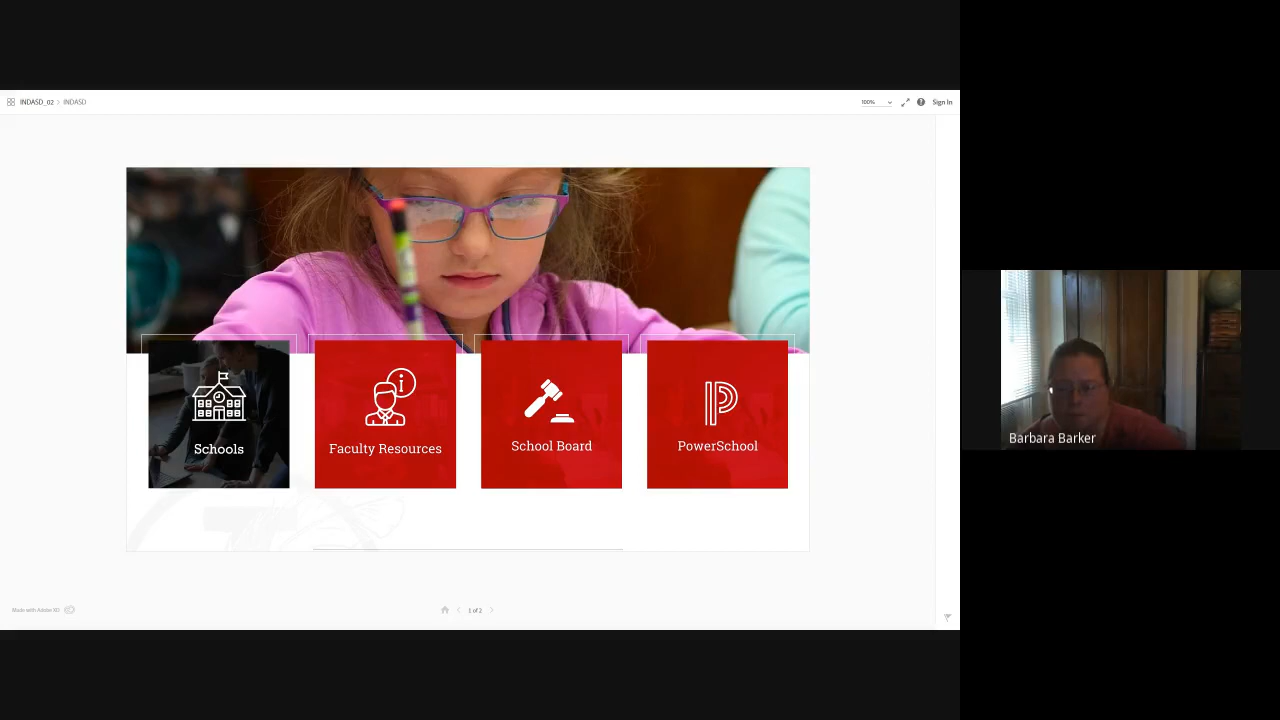 INDASD_02 > INDASD
100%
Sign In
Schools
Faculty Resources
School Board
PowerSchool
Made with Adobe XD
1 of 2
Barbara Barker